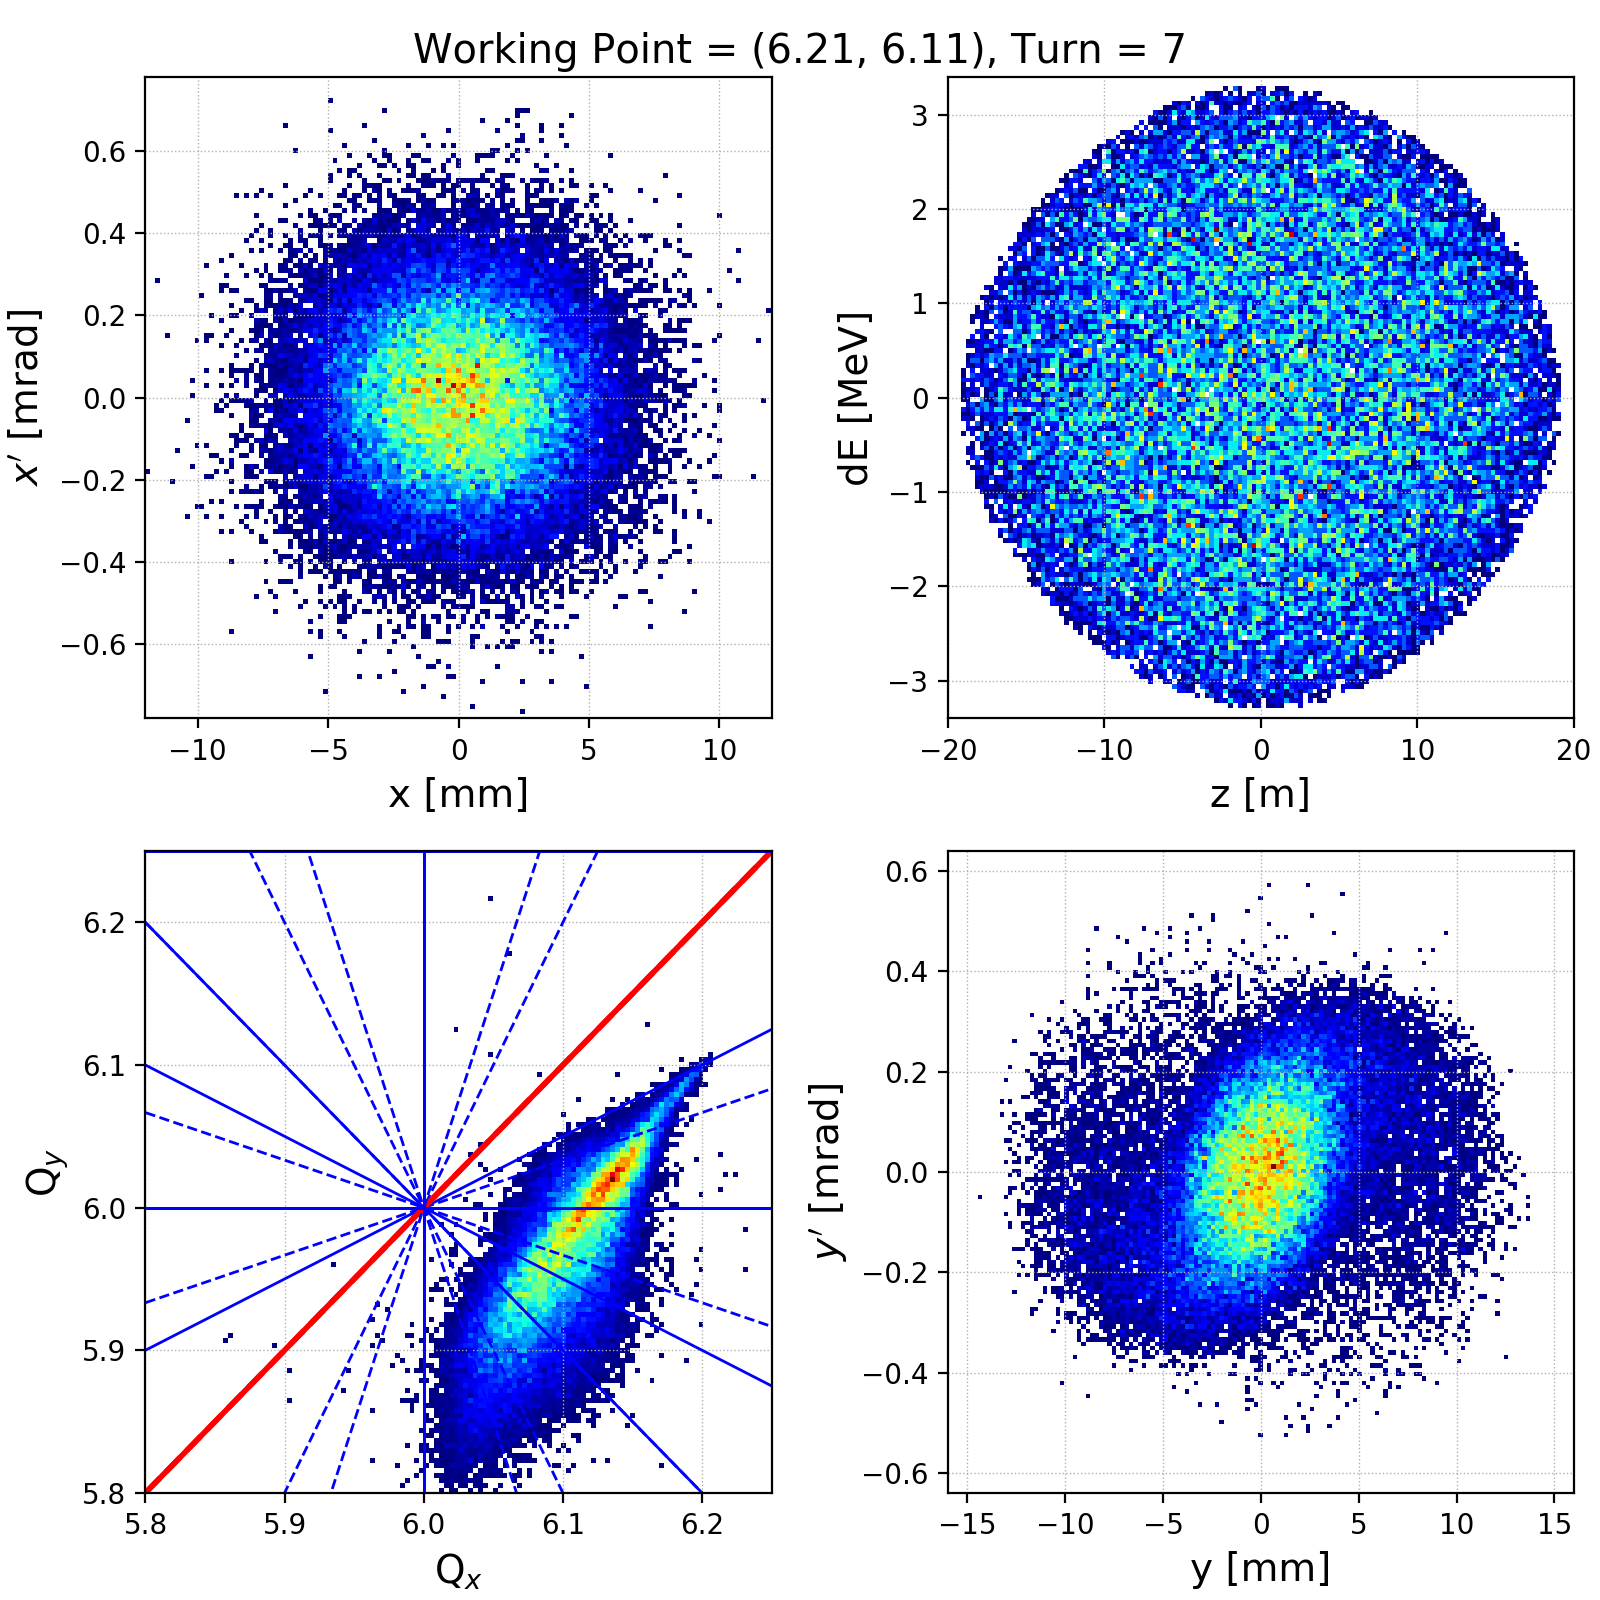 Working Point = (6.21, 6.11), Turn = 7
0.6
0.4
0.2
0.0
−0.2
−0.4
−0.6
x′ [mrad]
−10 −5 0 5 10
x [mm]
3
2
1
0
−1
−2
−3
dE [MeV]
−20 −10 0 10 20
z [m]
6.2
6.1
6.0
5.9
5.8
Qy
5.8 5.9 6.0 6.1 6.2
Qx
0.6
0.4
0.2
0.0
−0.2
−0.4
−0.6
y′ [mrad]
−15 −10 −5 0 5 10 15
y [mm]